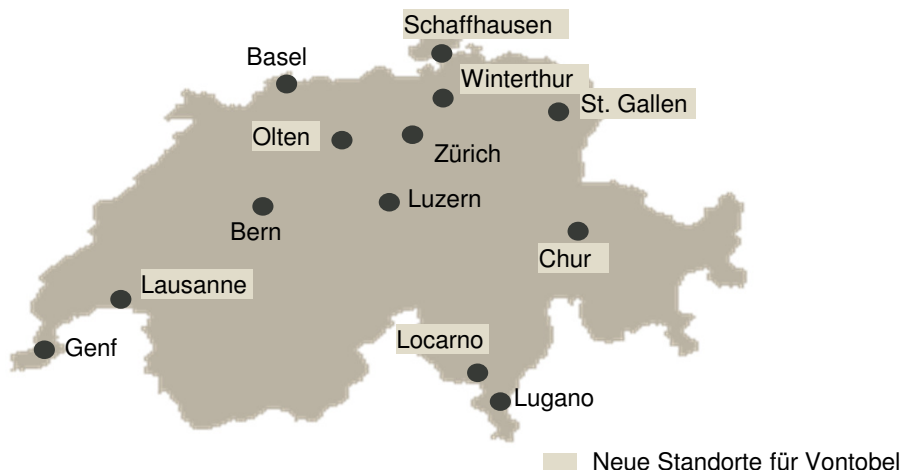 Schaffhausen
Basel
Winterthur
St. Gallen
Olten
Zürich
Luzern
Bern
Chur
Lausanne
Locarno
Genf
Lugano
Neue Standorte für Vontobel